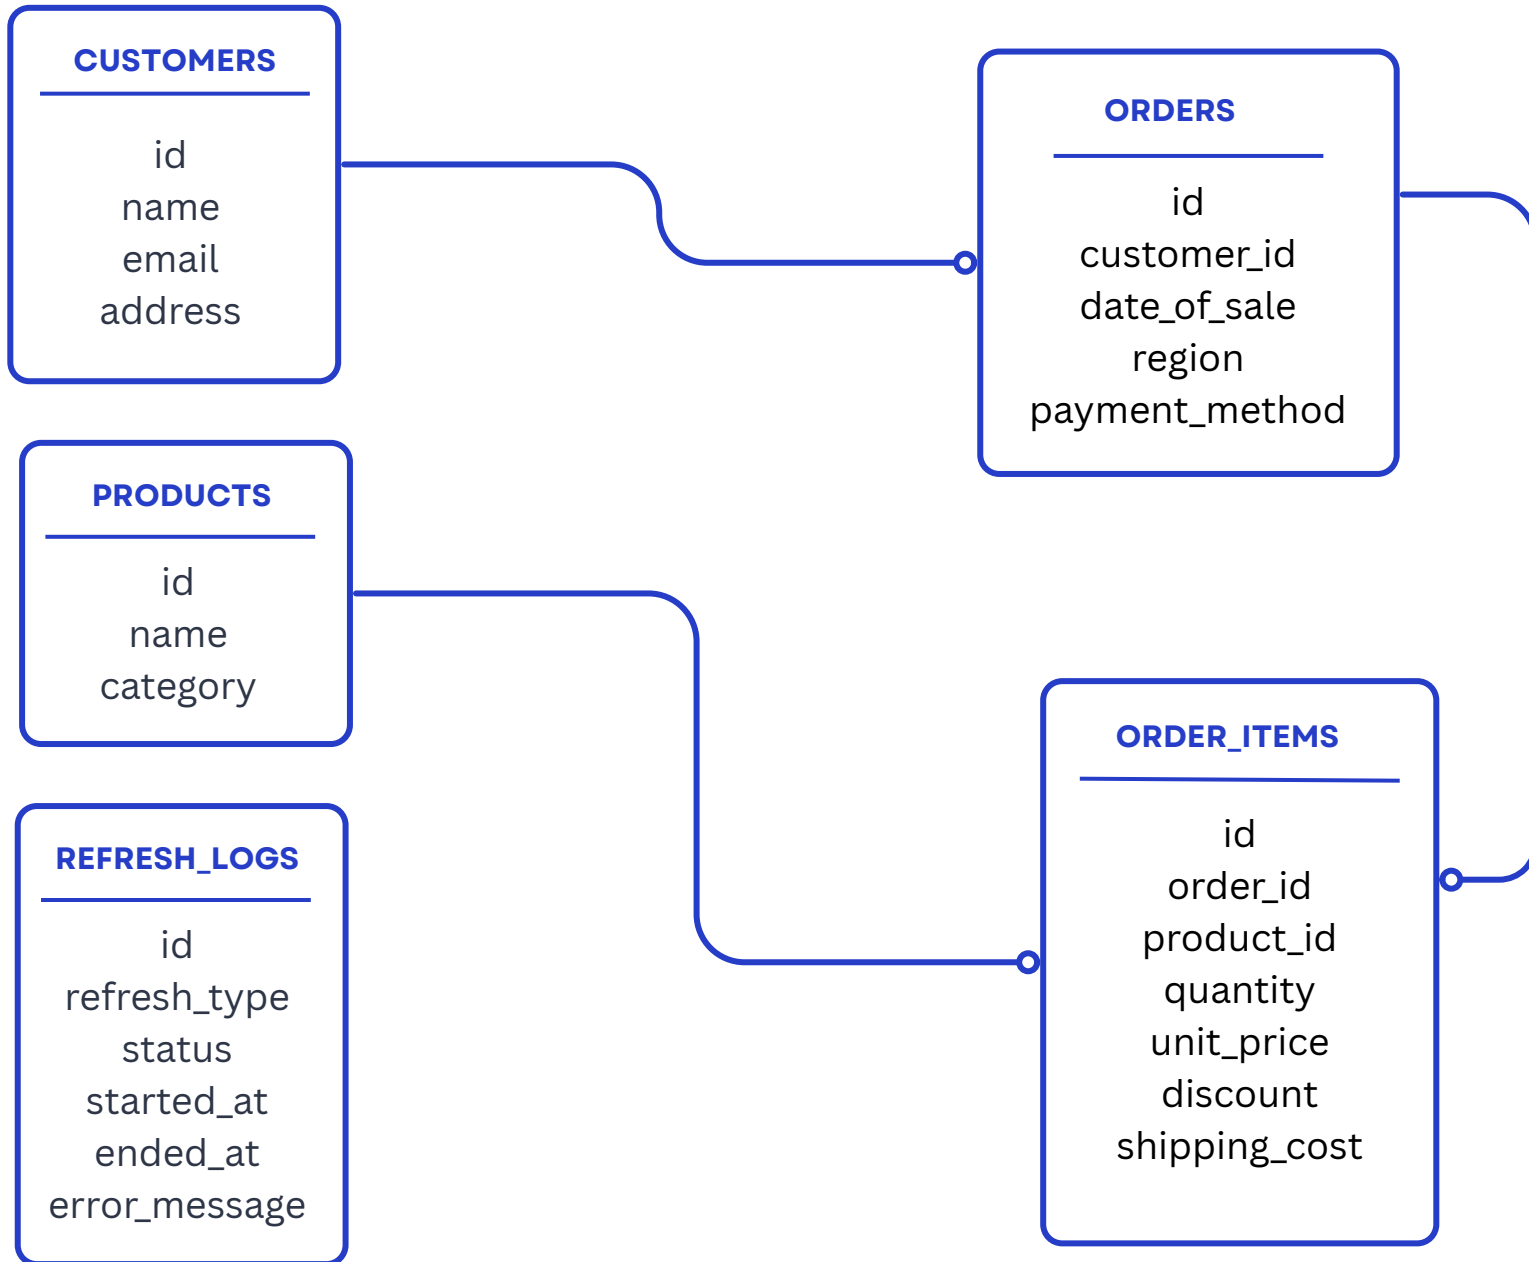 CUSTOMERS
id
name
email
address
ORDERS
id
customer_id
date_of_sale
region
payment_method
PRODUCTS
id
name
category
ORDER_ITEMS
id
order_id
product_id
quantity
unit_price
discount
shipping_cost
REFRESH_LOGS
id
refresh_type
status
started_at
ended_at
error_message